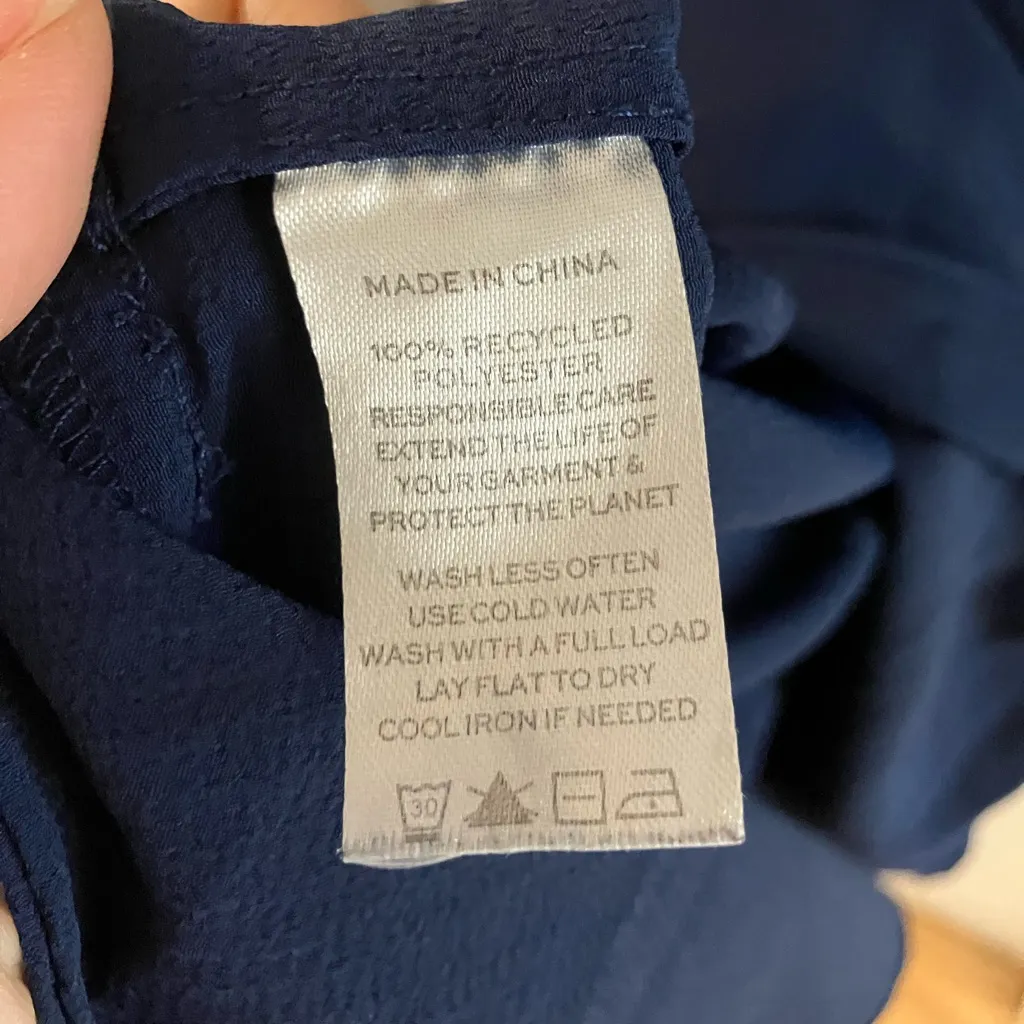 MADE IN CHINA
100% RECYCLED
POLYESTER
RESPONSIBLE CARE
EXTEND THE LIFE OF
YOUR GARMENT &
PROTECT THE PLANET
WASH LESS OFTEN
USE COLD WATER
WASH WITH A FULL LOAD
LAY FLAT TO DRY
COOL IRON IF NEEDED
30